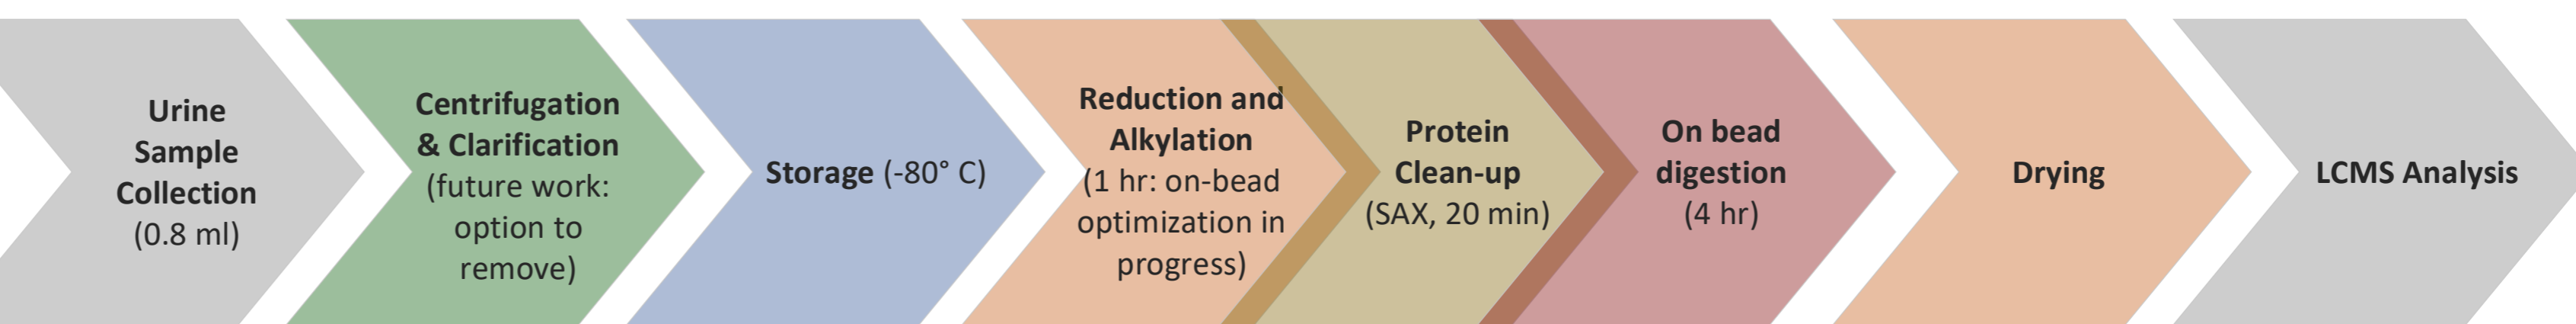 Urine
Sample
Collection
(0.8 ml)
Centrifugation
& Clarification
(future work:
option to
remove)
Storage (-80° C)
Reduction and
Alkylation
(1 hr: on-bead
optimization in
progress)
Protein
Clean-up
(SAX, 20 min)
On bead
digestion
(4 hr)
Drying
LCMS Analysis